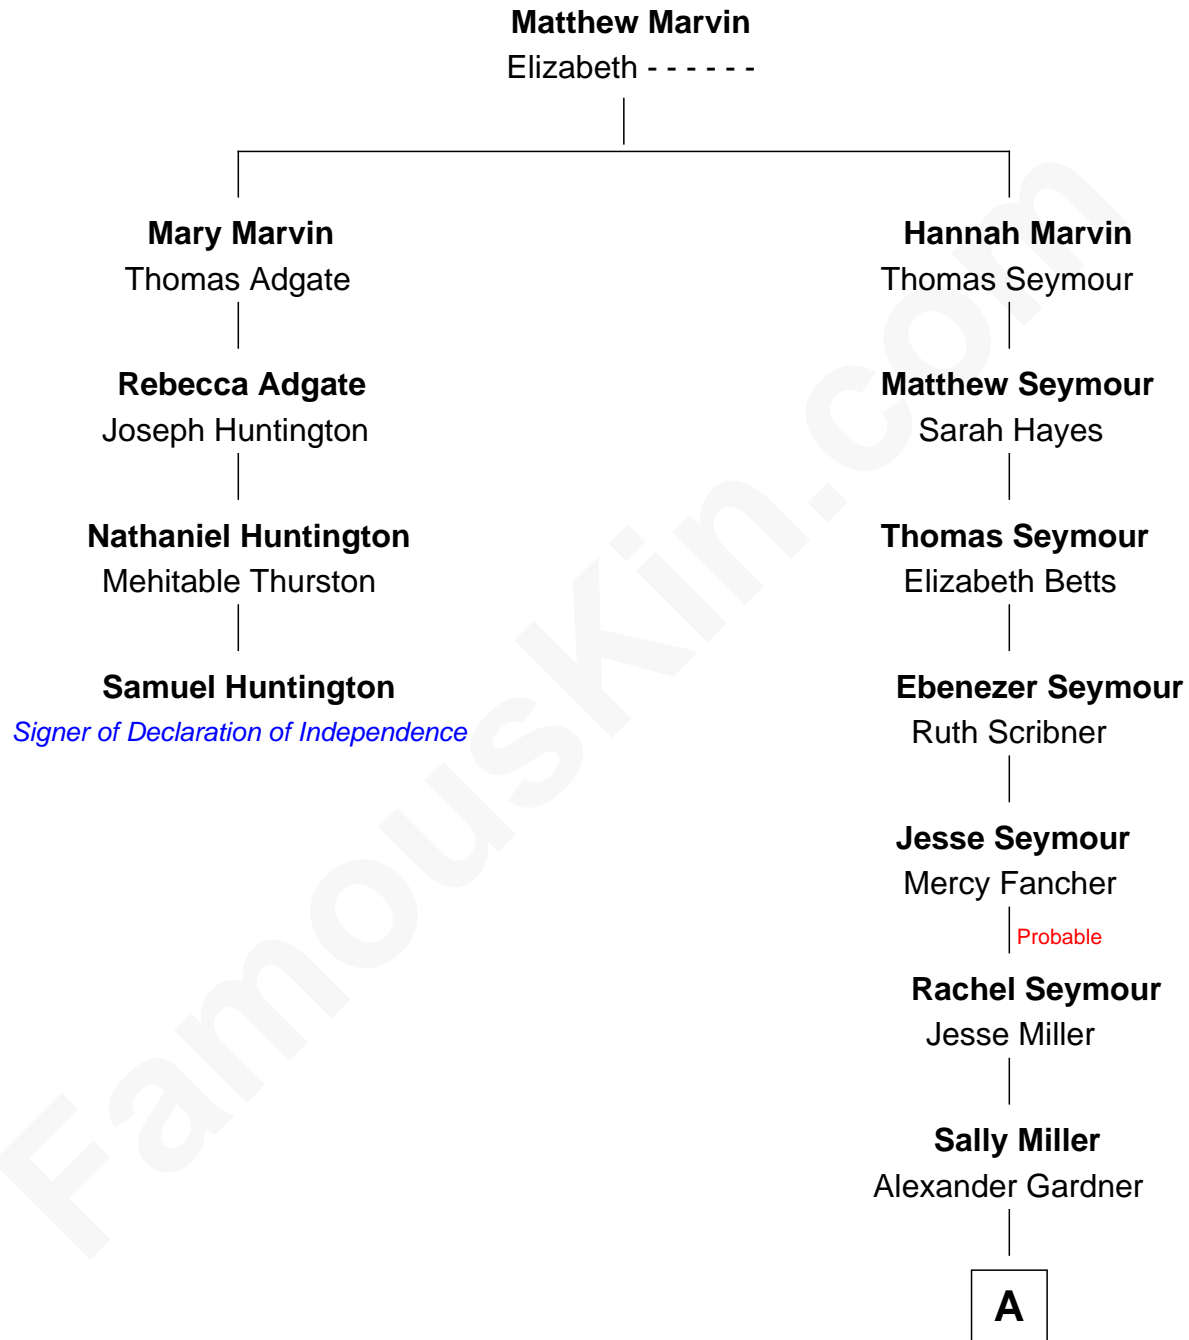 Matthew Marvin
Elizabeth - - - - - -
Mary Marvin
Thomas Adgate
Rebecca Adgate
Joseph Huntington
Nathaniel Huntington
Mehitable Thurston
Samuel Huntington
Signer of Declaration of Independence
Hannah Marvin
Thomas Seymour
Matthew Seymour
Sarah Hayes
Thomas Seymour
Elizabeth Betts
Ebenezer Seymour
Ruth Scribner
Jesse Seymour
Mercy Fancher
Probable
Rachel Seymour
Jesse Miller
Sally Miller
Alexander Gardner
A
FamousKin.com